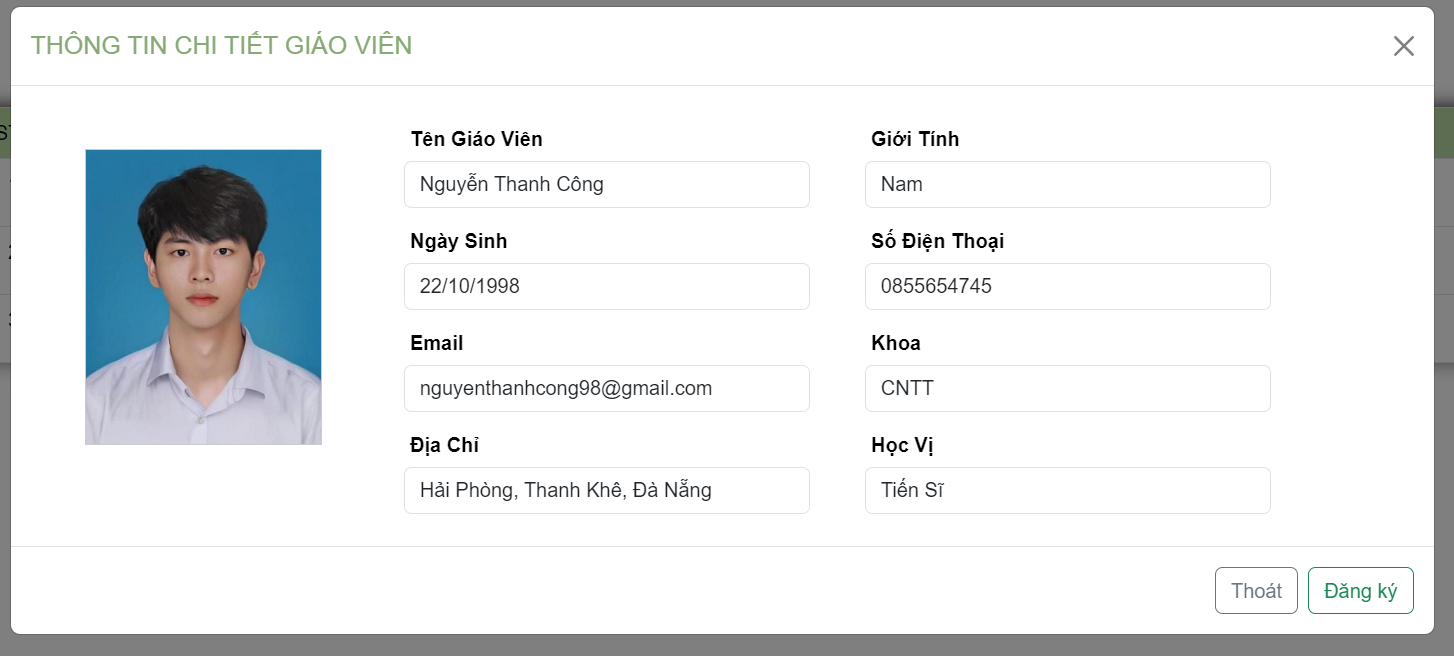 THÔNG TIN CHI TIẾT GIÁO VIÊN
Tên Giáo Viên
Giới Tính
Nguyễn Thanh Công
Nam
Ngày Sinh
Số Điện Thoại
22/10/1998
0855654745
Email
Khoa
nguyenthanhcong98@gmail.com
CNTT
Địa Chỉ
Học Vị
Hải Phòng, Thanh Khê, Đà Nẵng
Tiến Sĩ
Thoát
Đăng ký